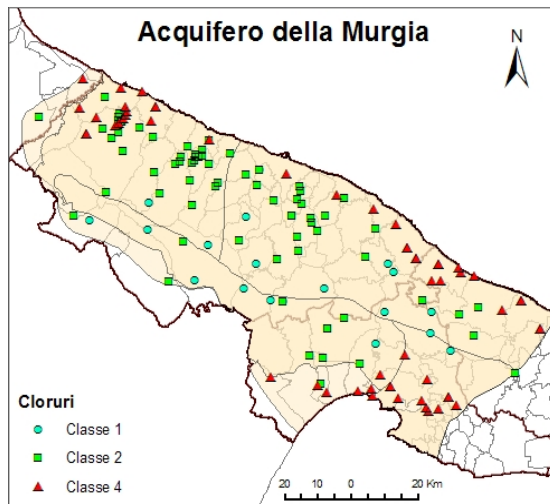 Acquifero della Murgia
N
Cloruri
Classe 1
Classe 2
Classe 4
20 10 0 20 Km